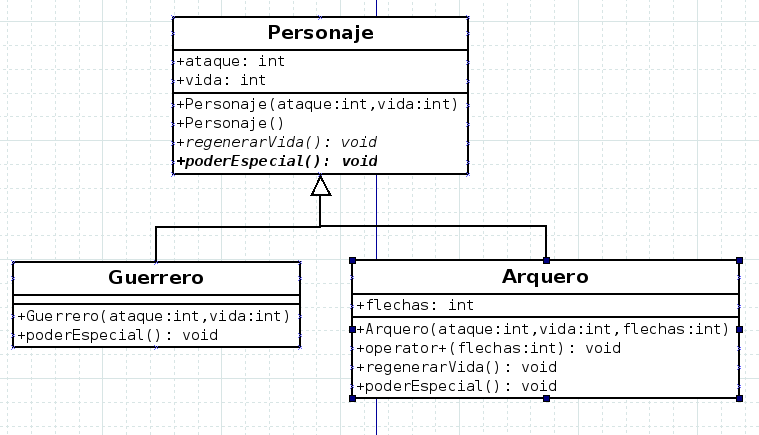 Personaje
+ataque: int
+vida: int
+Personaje(ataque:int,vida:int)
+Personaje()
+regenerarVida(): void
+poderEspecial(): void
Guerrero
+Guerrero(ataque:int,vida:int)
+poderEspecial(): void
Arquero
+flechas: int
+Arquero(ataque:int,vida:int,flechas:int)
+operator+(flechas:int): void
+regenerarVida(): void
+poderEspecial(): void